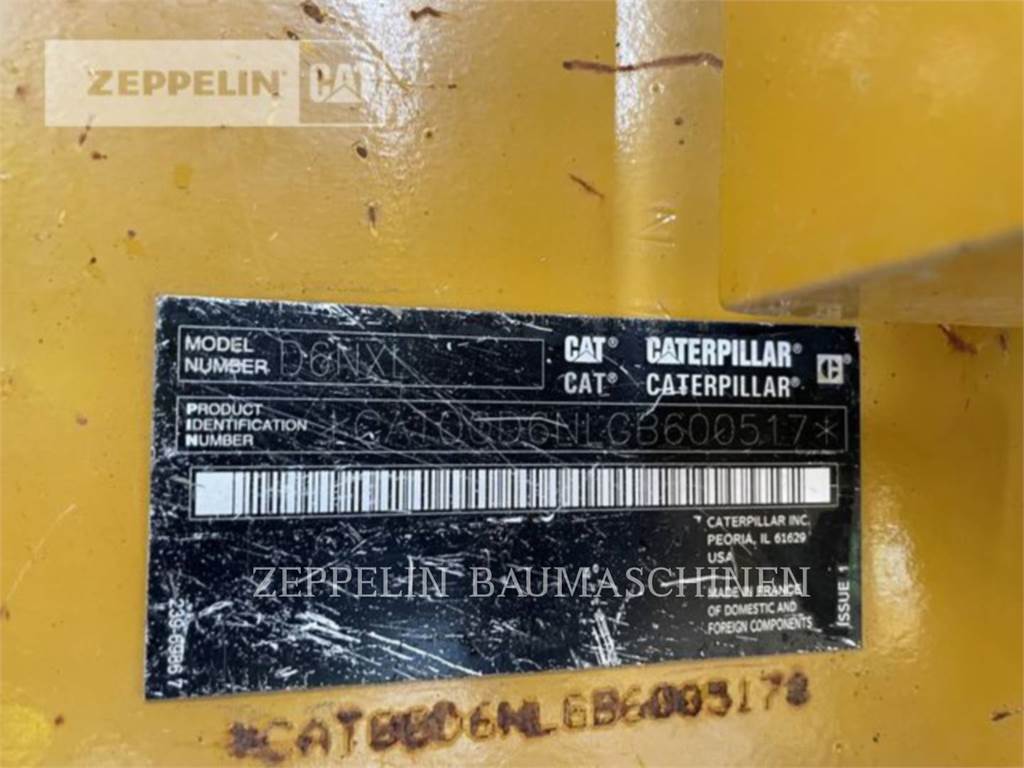 ZEPPELIN CAT
MODEL NUMBER D6NXL
CAT CATERPILLAR®
CAT® CATERPILLAR®
PRODUCT IDENTIFICATION NUMBER *CAT00D6NLGB600517*
CATERPILLAR INC.
PEORIA, IL 61629
USA
MADE IN FRANCE
OF DOMESTIC AND
FOREIGN COMPONENTS
ISSUE 1
ZEPPELIN BAUMASCHINEN
*CAT00D6NLGB600517*